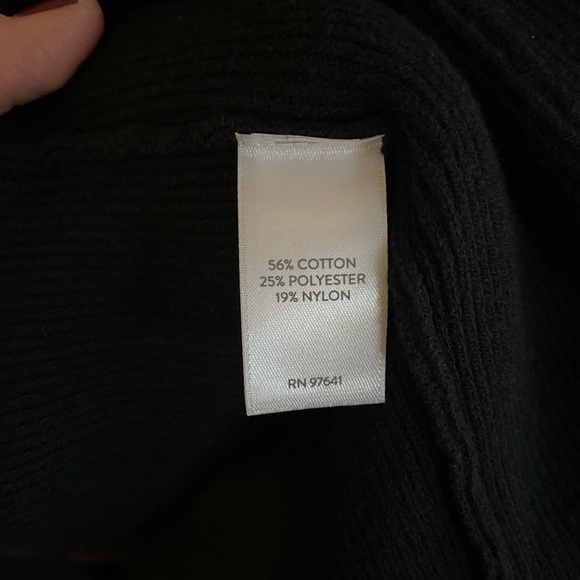 56% COTTON
25% POLYESTER
19% NYLON
RN 97641